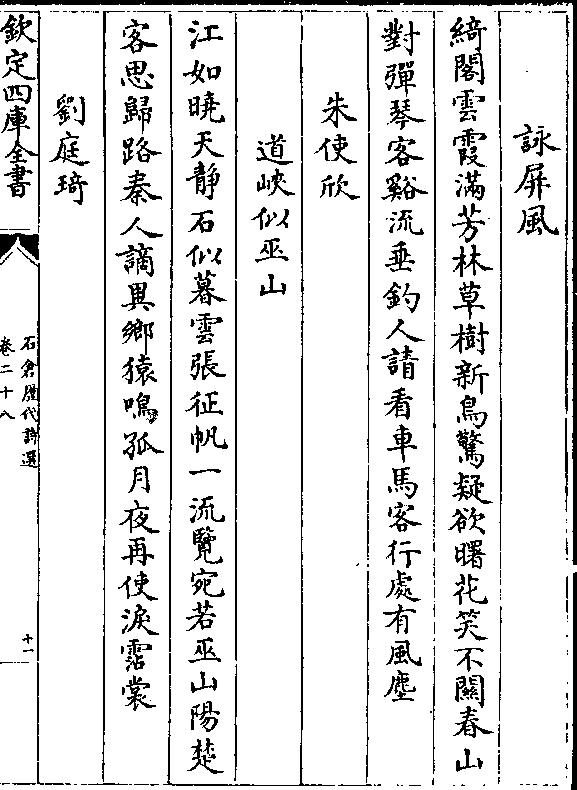 詠屏風
綺閣雲霞滿芳林草樹新鳥驚疑欲曙花笑不關春山
對彈琴客谿流垂釣人請看車馬客行處有風塵
朱使欣
道峽似巫山
江如曉天靜石似暮雲張征帆一流覽宛若巫山陽楚
客思歸路秦人謫異鄉猿鳴孤月夜再使淚霑裳
劉庭琦
欽定四庫全書
石倉歷代詩選
卷二十八
十一